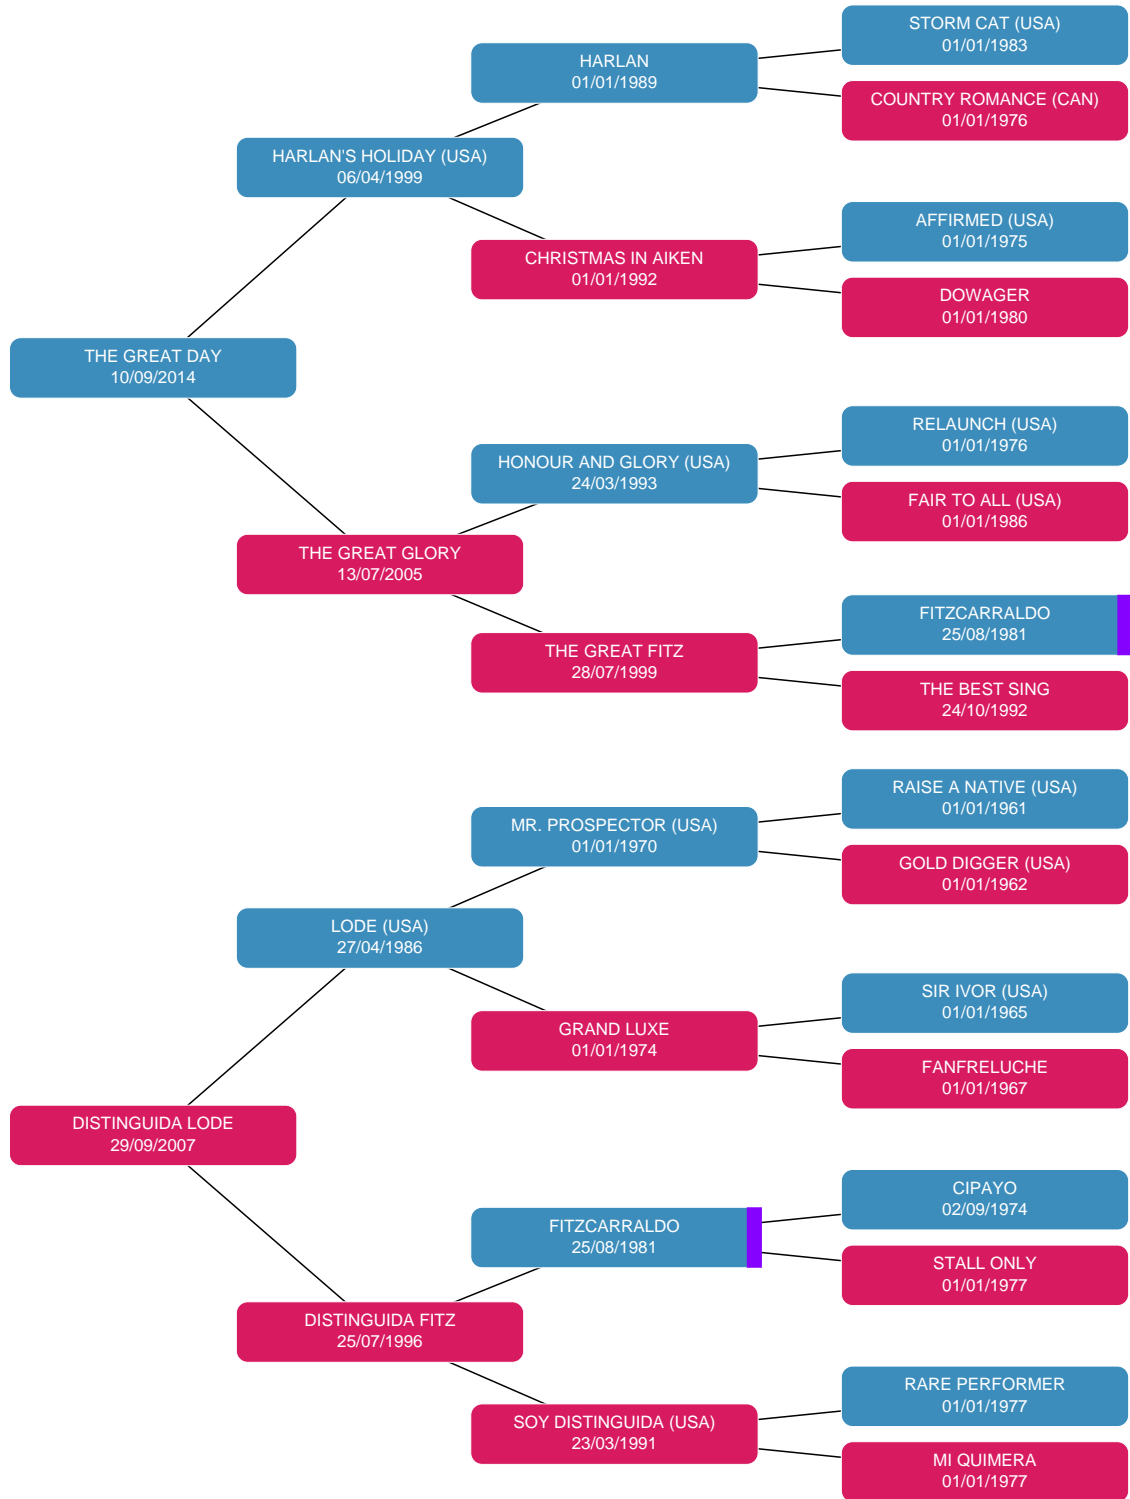 STORM CAT (USA)
01/01/1983
HARLAN
01/01/1989
COUNTRY ROMANCE (CAN)
01/01/1976
HARLAN'S HOLIDAY (USA)
06/04/1999
AFFIRMED (USA)
01/01/1975
CHRISTMAS IN AIKEN
01/01/1992
DOWAGER
01/01/1980
THE GREAT DAY
10/09/2014
RELAUNCH (USA)
01/01/1976
HONOUR AND GLORY (USA)
24/03/1993
FAIR TO ALL (USA)
01/01/1986
THE GREAT GLORY
13/07/2005
FITZCARRALDO
25/08/1981
THE GREAT FITZ
28/07/1999
THE BEST SING
24/10/1992
RAISE A NATIVE (USA)
01/01/1961
MR. PROSPECTOR (USA)
01/01/1970
GOLD DIGGER (USA)
01/01/1962
LODE (USA)
27/04/1986
SIR IVOR (USA)
01/01/1965
GRAND LUXE
01/01/1974
FANFRELUCHE
01/01/1967
DISTINGUIDA LODE
29/09/2007
CIPAYO
02/09/1974
FITZCARRALDO
25/08/1981
STALL ONLY
01/01/1977
DISTINGUIDA FITZ
25/07/1996
RARE PERFORMER
01/01/1977
SOY DISTINGUIDA (USA)
23/03/1991
MI QUIMERA
01/01/1977